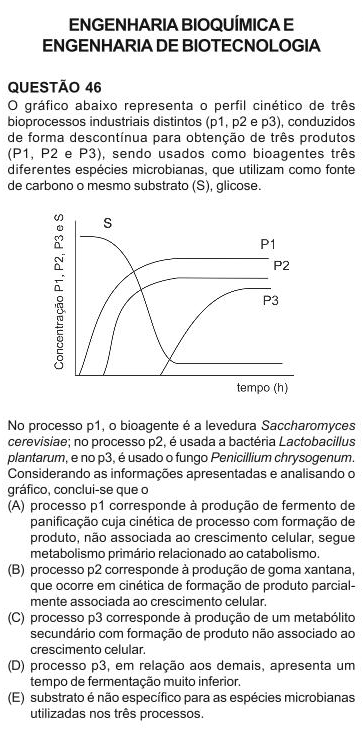 ENGENHARIA BIOQUÍMICA E
ENGENHARIA DE BIOTECNOLOGIA
QUESTÃO 46
O gráfico abaixo representa o perfil cinético de três
bioprocessos industriais distintos (p1, p2 e p3), conduzidos
de forma descontínua para obtenção de três produtos
(P1, P2 e P3), sendo usados como bioagentes três
diferentes espécies microbianas, que utilizam como fonte
de carbono o mesmo substrato (S), glicose.
Concentração P1, P2, P3 e S
S
P1
P2
P3
tempo (h)
No processo p1, o bioagente é a levedura Saccharomyces
cerevisiae; no processo p2, é usada a bactéria Lactobacillus
plantarum, e no p3, é usado o fungo Penicillium chrysogenum.
Considerando as informações apresentadas e analisando o
gráfico, conclui-se que o
(A) processo p1 corresponde à produção de fermento de
panificação cuja cinética de processo com formação de
produto, não associada ao crescimento celular, segue
metabolismo primário relacionado ao catabolismo.
(B) processo p2 corresponde à produção de goma xantana,
que ocorre em cinética de formação de produto parcial-
mente associada ao crescimento celular.
(C) processo p3 corresponde à produção de um metabólito
secundário com formação de produto não associado ao
crescimento celular.
(D) processo p3, em relação aos demais, apresenta um
tempo de fermentação muito inferior.
(E) substrato é não específico para as espécies microbianas
utilizadas nos três processos.